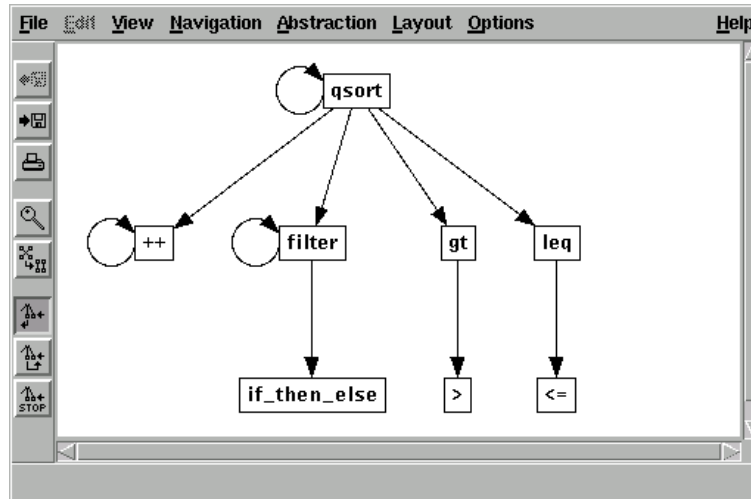 File Edit View Navigation Abstraction Layout Options Help
qsort
++ filter gt leq
if_then_else > <=
STOP